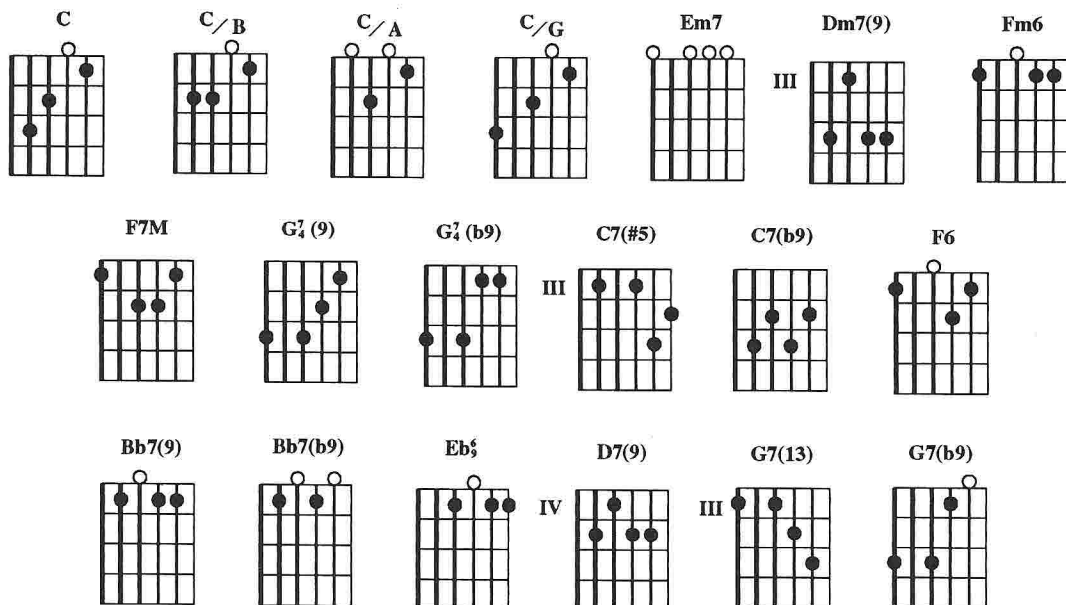 C C/B C/A C/G Em7 Dm7(9) Fm6
III
F7M G7/4 (9) G7/4 (b9) C7(#5) C7(b9) F6
III
Bb7(9) Bb7(b9) Eb6/9 D7(9) G7(13) G7(b9)
IV III